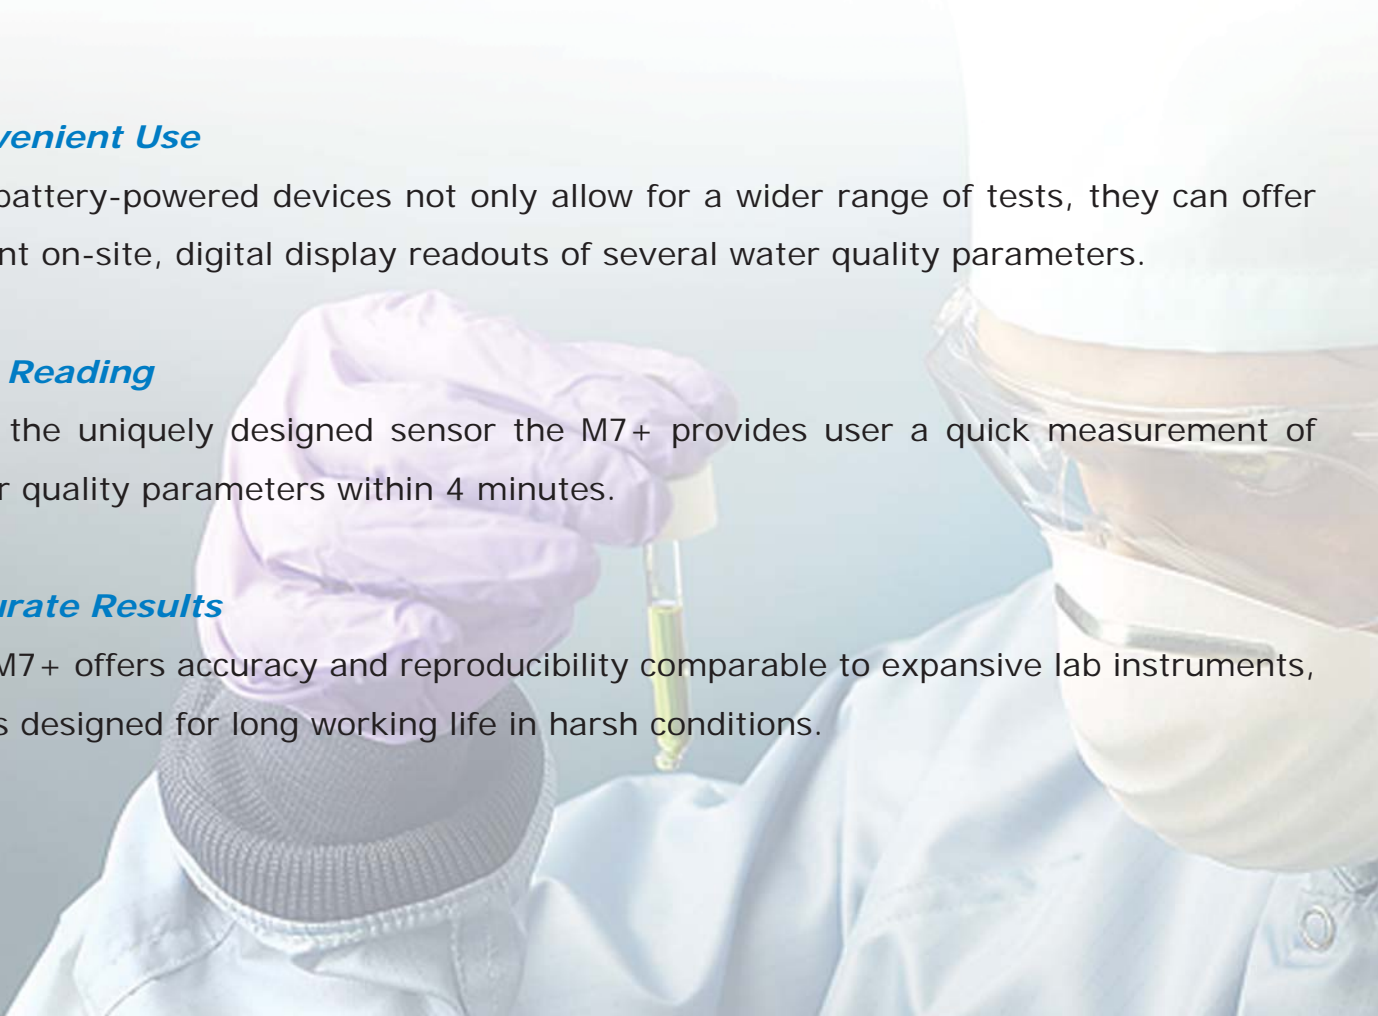 venient Use
battery-powered devices not only allow for a wider range of tests, they can offer
nt on-site, digital display readouts of several water quality parameters.
Reading
the uniquely designed sensor the M7+ provides user a quick measurement of
r quality parameters within 4 minutes.
urate Results
M7+ offers accuracy and reproducibility comparable to expansive lab instruments,
s designed for long working life in harsh conditions.